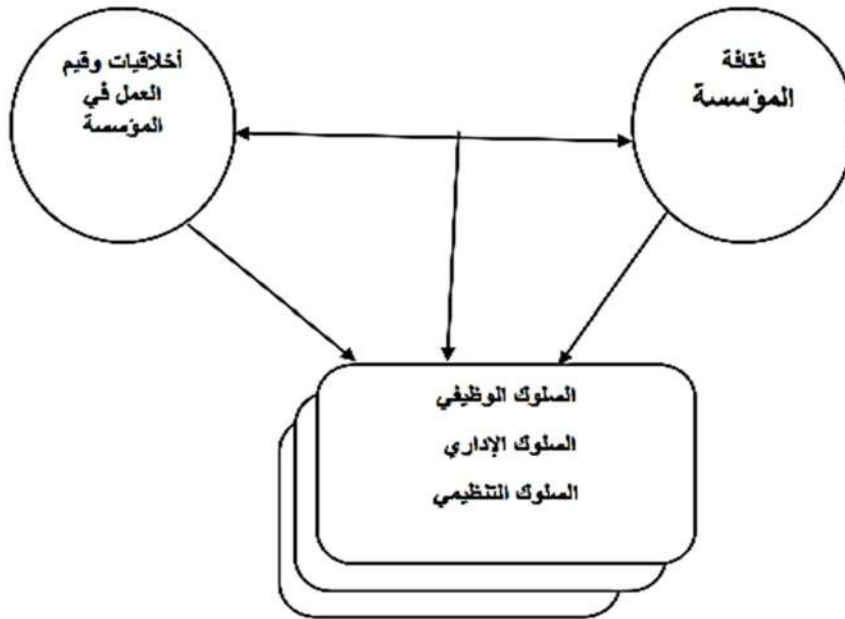 ثقافة
المؤسسة
أخلاقيات وقيم
العمل في
المؤسسة
السلوك الوظيفي
السلوك الإداري
السلوك التنظيمي